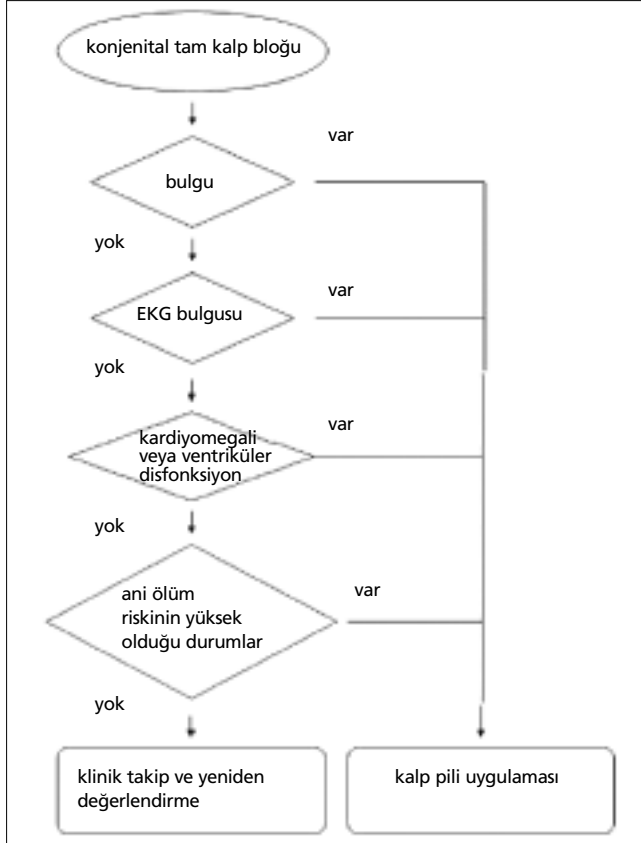 konjenital tam kalp bloğu
var
bulgu
yok
var
EKG bulgusu
yok
var
kardiyomegali
veya ventriküler
disfonksiyon
yok
var
ani ölüm
riskinin yüksek
olduğu durumlar
yok
klinik takip ve yeniden
değerlendirme
kalp pili uygulaması